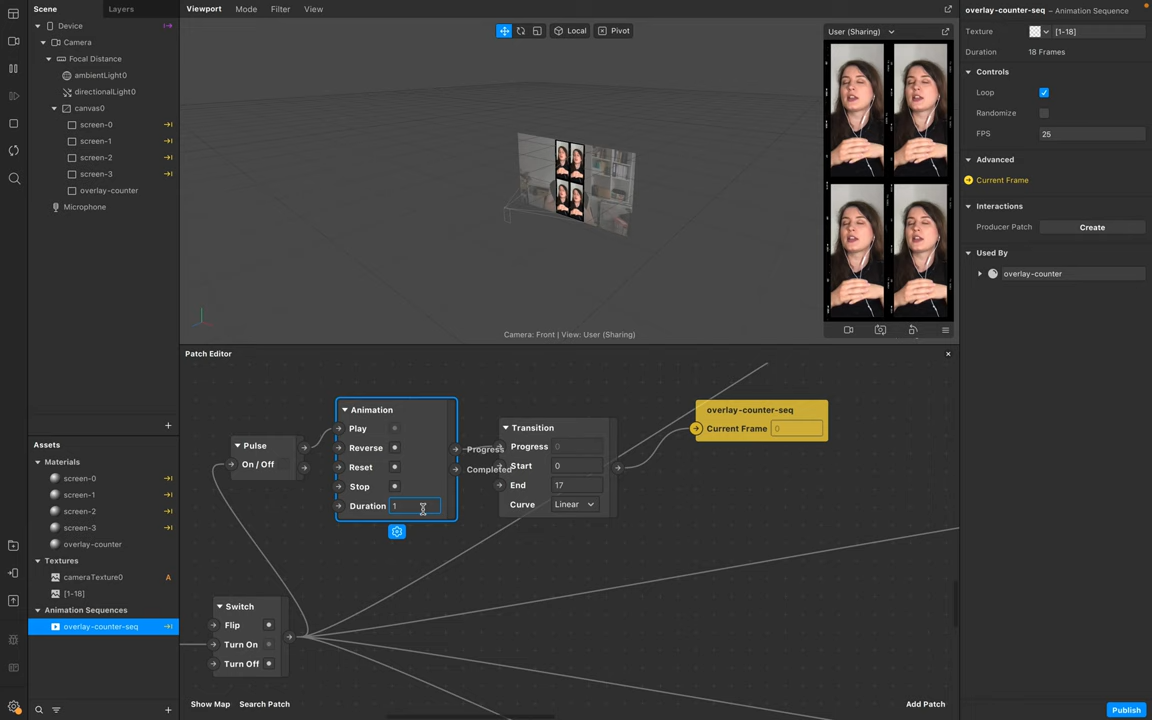 Scene
Layers
Device
Camera
Focal Distance
ambientLight0
directionalLight0
canvas0
screen-0
screen-1
screen-2
screen-3
overlay-counter
Microphone
Assets
Materials
screen-0
screen-1
screen-2
screen-3
overlay-counter
Textures
cameraTexture0
A
[1-18]
Animation Sequences
overlay-counter-seq
Viewport
Mode
Filter
View
Local
Pivot
User (Sharing)
Camera: Front | View: User (Sharing)
Patch Editor
Pulse
On / Off
Animation
Play
Reverse
Reset
Stop
Duration 1
Progress
Completed
Transition
Progress 0
Start 0
End 17
Curve Linear
overlay-counter-seq
Current Frame 0
Switch
Flip
Turn On
Turn Off
Show Map
Search Patch
Add Patch
overlay-counter-seq - Animation Sequence
Texture [1-18]
Duration 18 Frames
Controls
Loop
Randomize
FPS 25
Advanced
Current Frame
Interactions
Producer Patch Create
Used By
overlay-counter
Publish